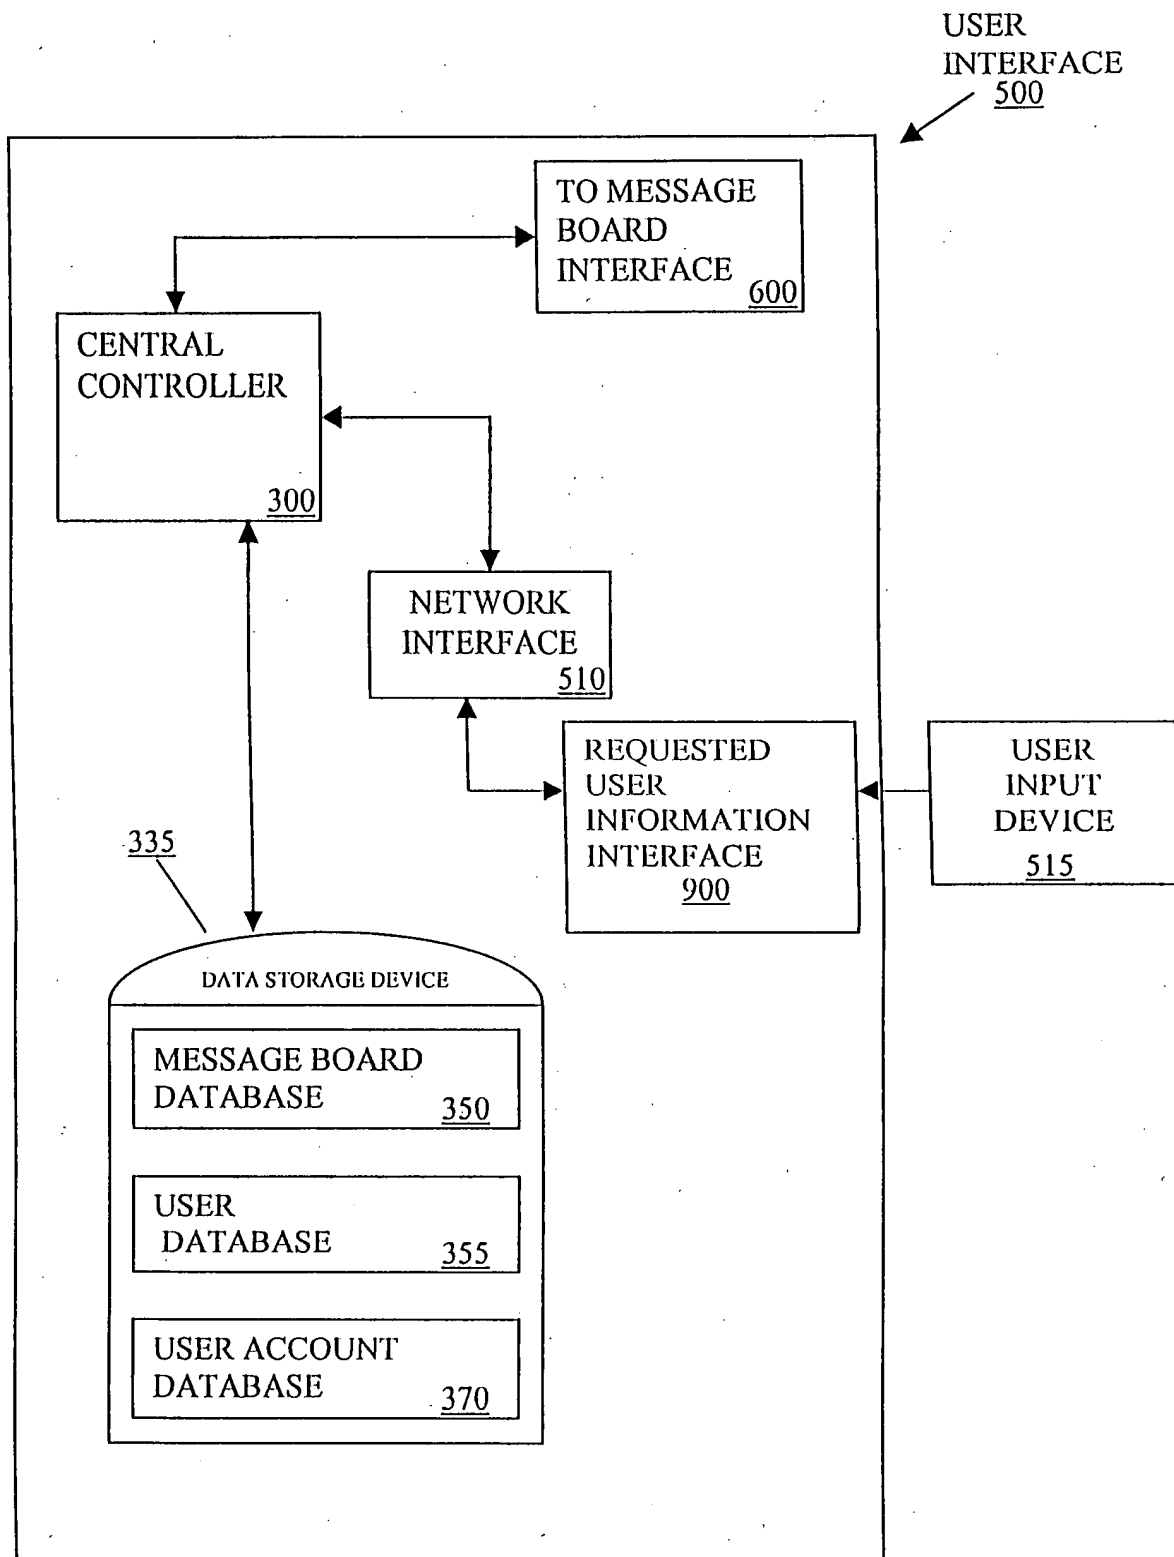 USER
INTERFACE
500
TO MESSAGE
BOARD
INTERFACE
600
CENTRAL
CONTROLLER
300
NETWORK
INTERFACE
510
REQUESTED
USER
INFORMATION
INTERFACE
900
USER
INPUT
DEVICE
515
335
DATA STORAGE DEVICE
MESSAGE BOARD
DATABASE
350
USER
DATABASE
355
USER ACCOUNT
DATABASE
370